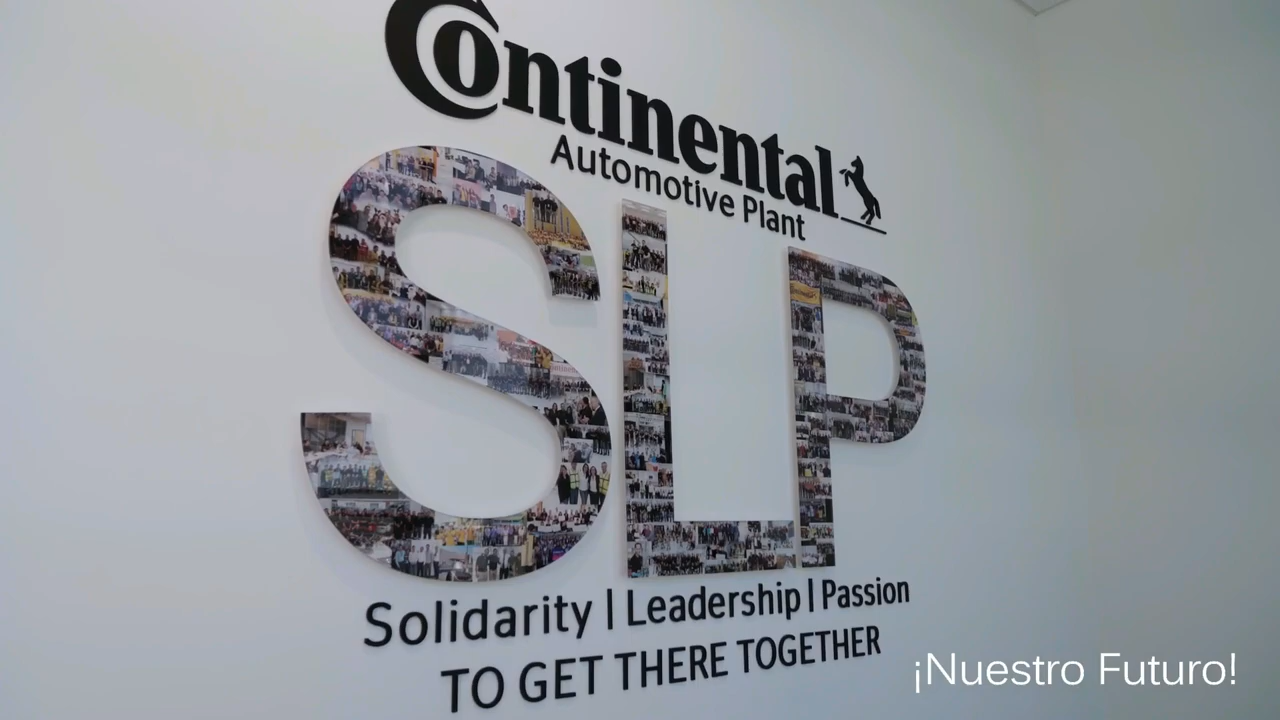 Continental
Automotive Plant
SLP
Solidarity | Leadership | Passion
TO GET THERE TOGETHER
¡Nuestro Futuro!